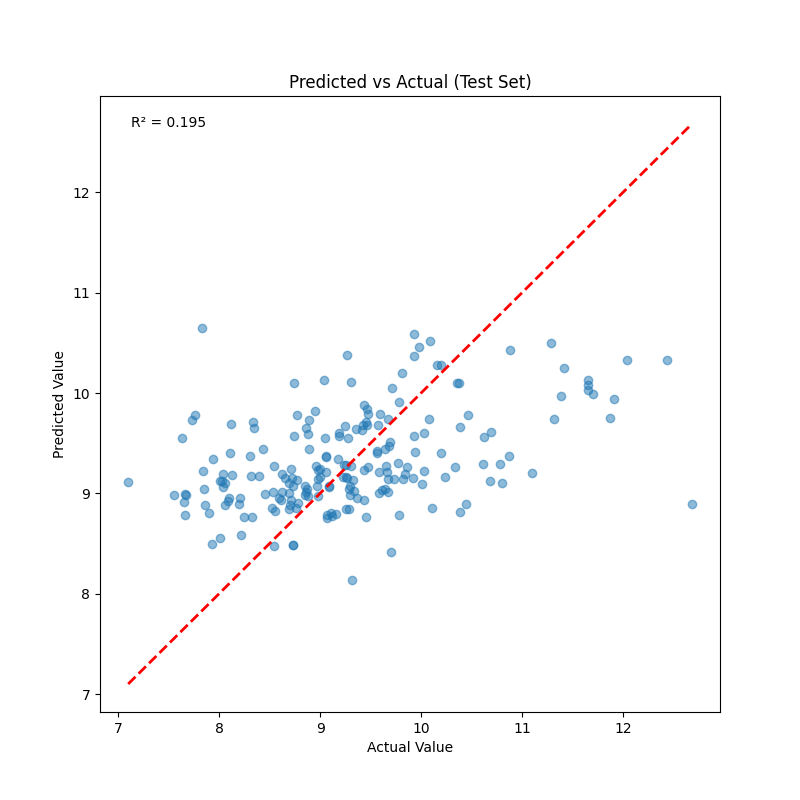 Predicted vs Actual (Test Set)
R² = 0.195
12
11
10
9
8
7
Predicted Value
7 8 9 10 11 12
Actual Value